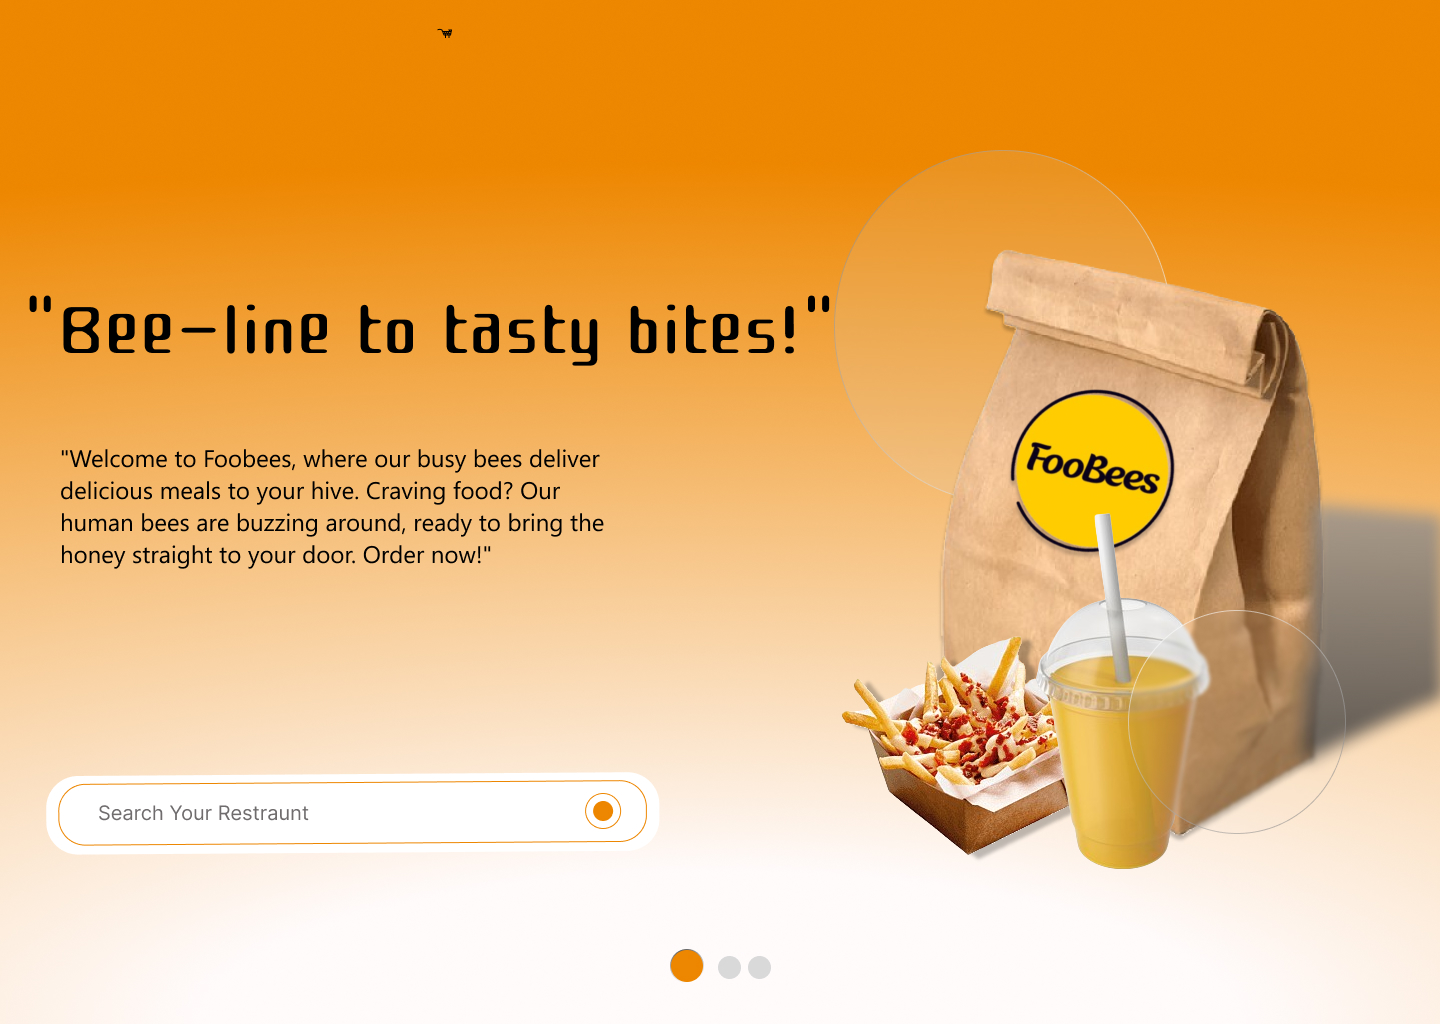 "Bee-line to tasty bites!"
"Welcome to Foobees, where our busy bees deliver
delicious meals to your hive. Craving food? Our
human bees are buzzing around, ready to bring the
honey straight to your door. Order now!"
FooBees
Search Your Restraunt